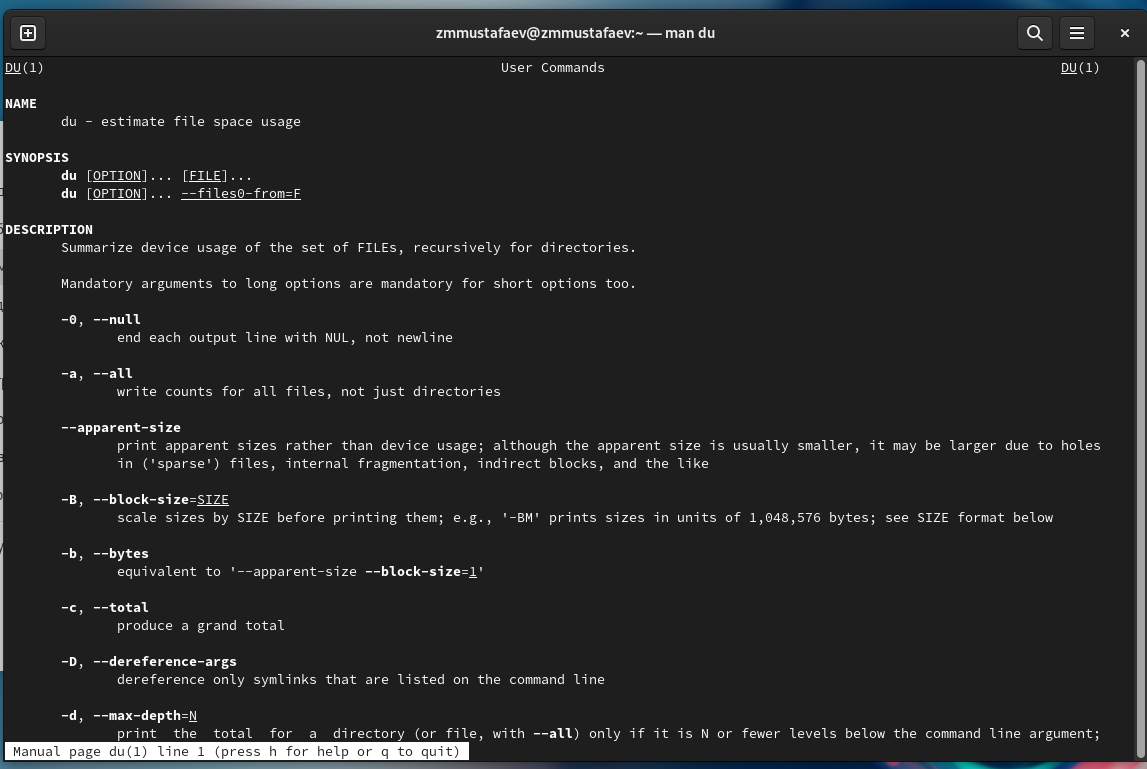 zmmustafaev@zmmustafaev:~ — man du
DU(1) User Commands DU(1)
NAME
du - estimate file space usage
SYNOPSIS
du [OPTION]... [FILE]...
du [OPTION]... --files0-from=F
DESCRIPTION
Summarize device usage of the set of FILEs, recursively for directories.
Mandatory arguments to long options are mandatory for short options too.
-0, --null
end each output line with NUL, not newline
-a, --all
write counts for all files, not just directories
--apparent-size
print apparent sizes rather than device usage; although the apparent size is usually smaller, it may be larger due to holes
in ('sparse') files, internal fragmentation, indirect blocks, and the like
-B, --block-size=SIZE
scale sizes by SIZE before printing them; e.g., '-BM' prints sizes in units of 1,048,576 bytes; see SIZE format below
-b, --bytes
equivalent to '--apparent-size --block-size=1'
-c, --total
produce a grand total
-D, --dereference-args
dereference only symlinks that are listed on the command line
-d, --max-depth=N
print the total for a directory (or file, with --all) only if it is N or fewer levels below the command line argument;
Manual page du(1) line 1 (press h for help or q to quit)